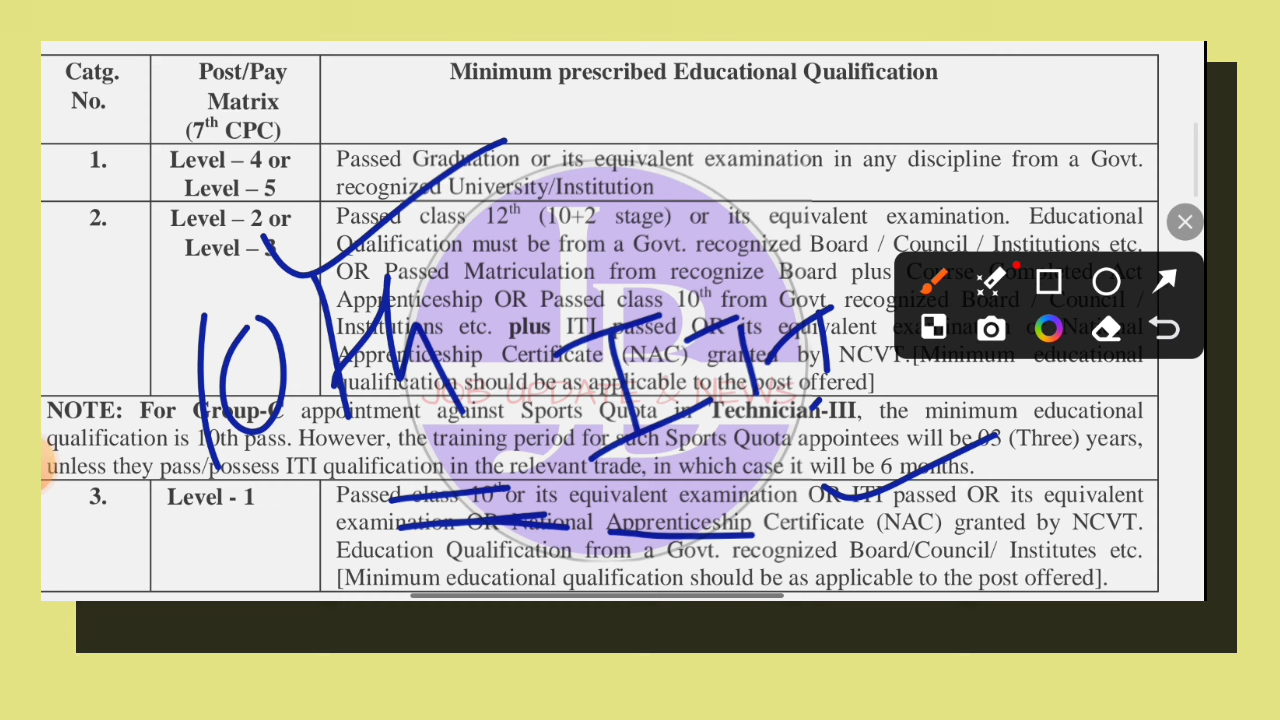 Catg. No.
Post/Pay Matrix (7th CPC)
Minimum prescribed Educational Qualification
1.
Level – 4 or Level – 5
Passed Graduation or its equivalent examination in any discipline from a Govt.
recognized University/Institution
2.
Level – 2 or Level – 3
Passed class 12th (10+2 stage) or its equivalent examination. Educational
Qualification must be from a Govt. recognized Board / Council / Institutions etc.
OR Passed Matriculation from recognize Board plus Course Completed Act
Apprenticeship OR Passed class 10th from Govt. recognized Board / Council /
Institutions etc. plus ITI passed OR its equivalent examination or National
Apprenticeship Certificate (NAC) granted by NCVT.[Minimum educational
qualification should be as applicable to the post offered]
NOTE: For Group-C appointment against Sports Quota in Technician-III, the minimum educational
qualification is 10th pass. However, the training period for such Sports Quota appointees will be 03 (Three) years,
unless they pass/possess ITI qualification in the relevant trade, in which case it will be 6 months.
3.
Level - 1
Passed class 10th or its equivalent examination OR ITI passed OR its equivalent
examination OR National Apprenticeship Certificate (NAC) granted by NCVT.
Education Qualification from a Govt. recognized Board/Council/ Institutes etc.
[Minimum educational qualification should be as applicable to the post offered].
JB
JOB UPDATE & NEWS
10